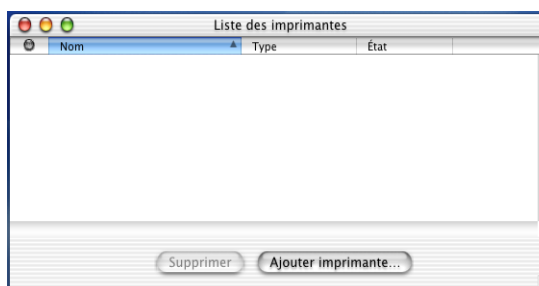 Liste des imprimantes
Nom Type État
Supprimer Ajouter imprimante...